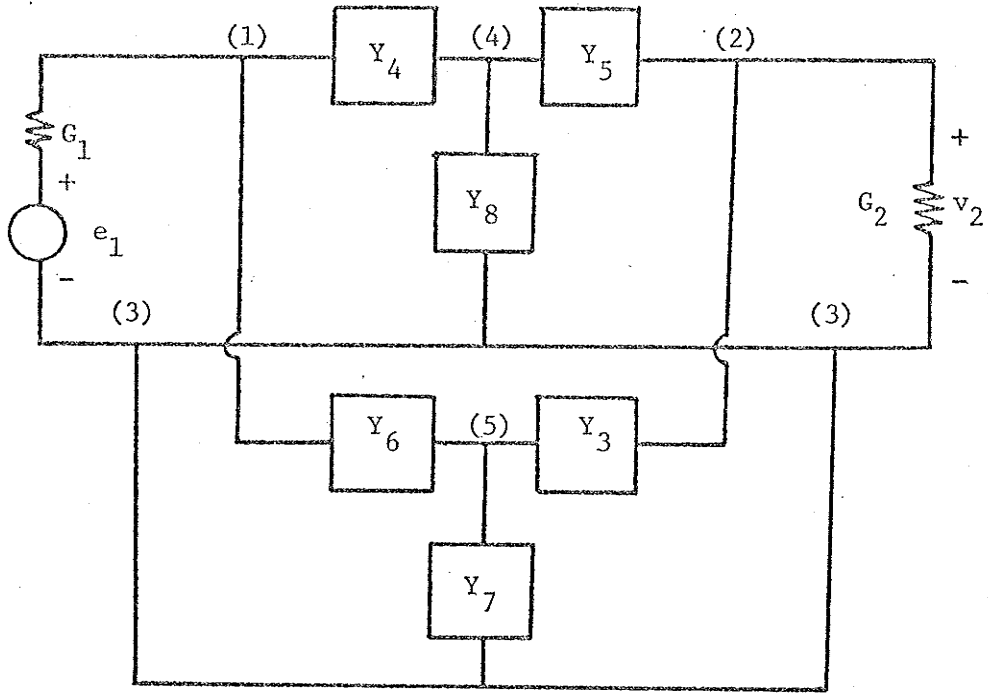 (1) Y4 (4) Y5 (2)
G1
+
e1
-
Y8
+
G2 v2
-
(3) (3)
Y6 (5) Y3
Y7